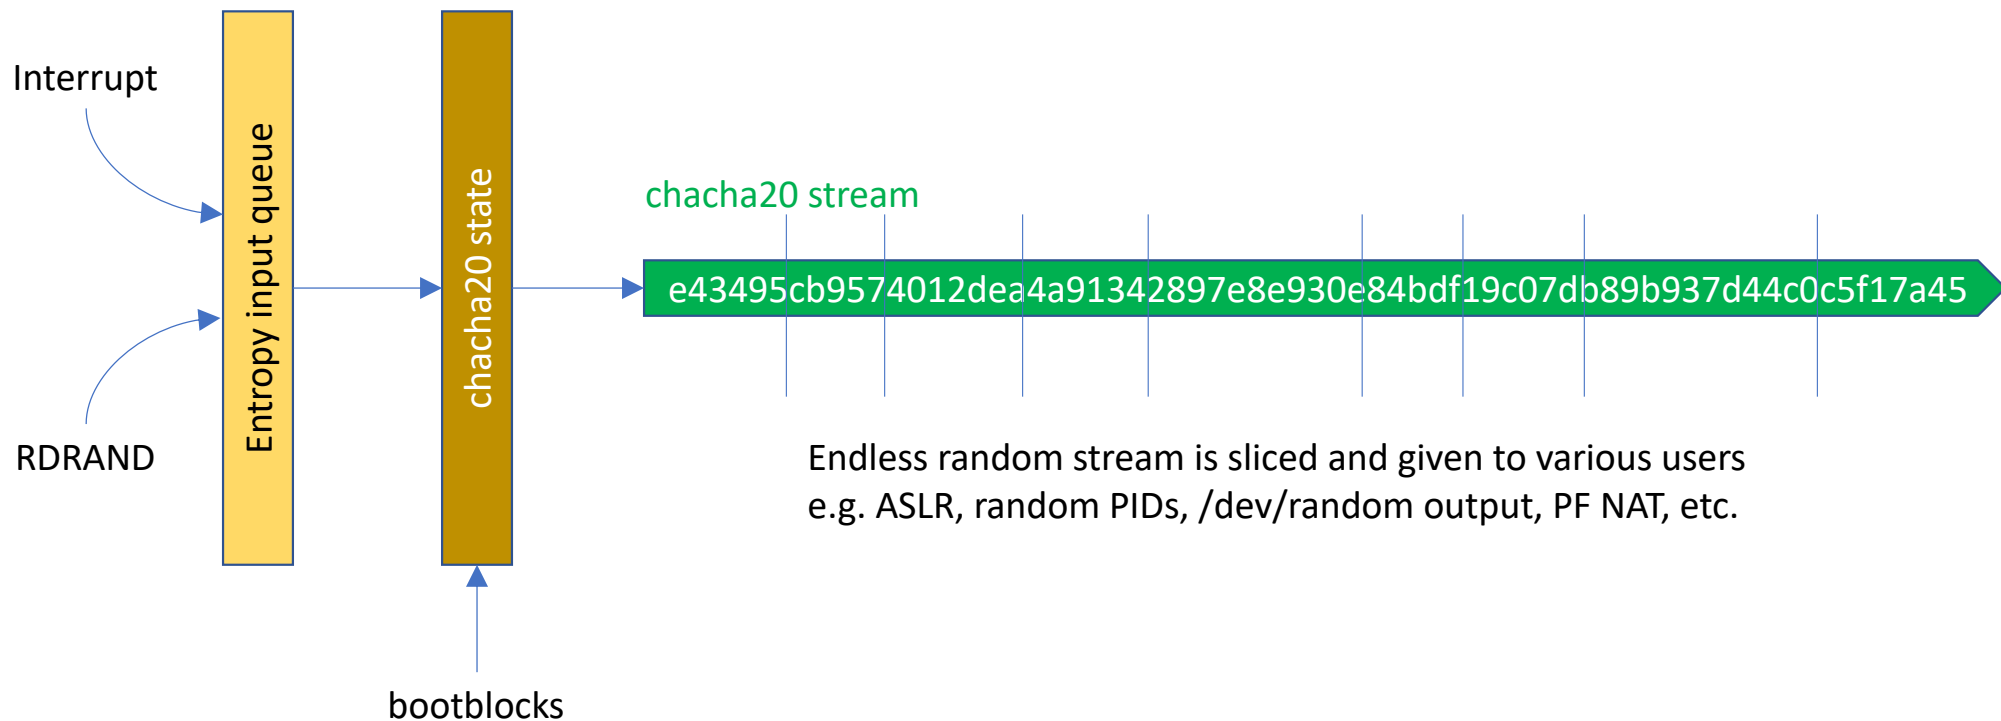 Interrupt
RDRAND
Entropy input queue
chacha20 state
bootblocks
chacha20 stream
e43495cb9574012dea4a91342897e8e930e84bdf19c07db89b937d44c0c5f17a45
Endless random stream is sliced and given to various users
e.g. ASLR, random PIDs, /dev/random output, PF NAT, etc.